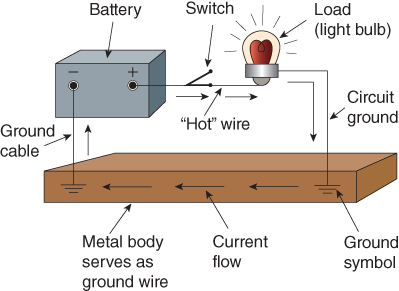 Battery
Switch
Load
(light bulb)
− +
"Hot" wire
Circuit
ground
Ground
cable
Metal body
serves as
ground wire
Current
flow
Ground
symbol